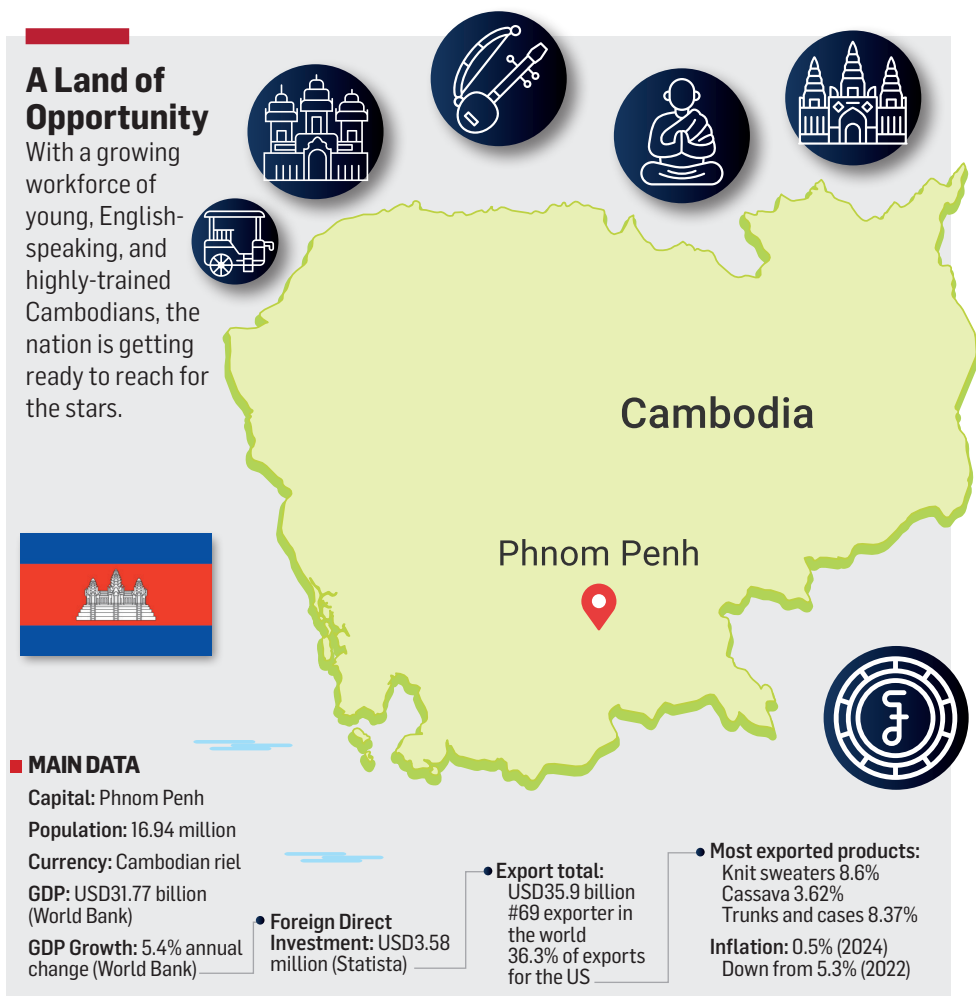 A Land of
Opportunity
With a growing
workforce of
young, English-
speaking, and
highly-trained
Cambodians, the
nation is getting
ready to reach for
the stars.
Cambodia
Phnom Penh
MAIN DATA
Capital: Phnom Penh
Population: 16.94 million
Currency: Cambodian riel
GDP: USD31.77 billion
(World Bank)
GDP Growth: 5.4% annual
change (World Bank)
Foreign Direct
Investment: USD3.58
million (Statista)
Export total:
USD35.9 billion
#69 exporter in
the world
36.3% of exports
for the US
Most exported products:
Knit sweaters 8.6%
Cassava 3.62%
Trunks and cases 8.37%
Inflation: 0.5% (2024)
Down from 5.3% (2022)